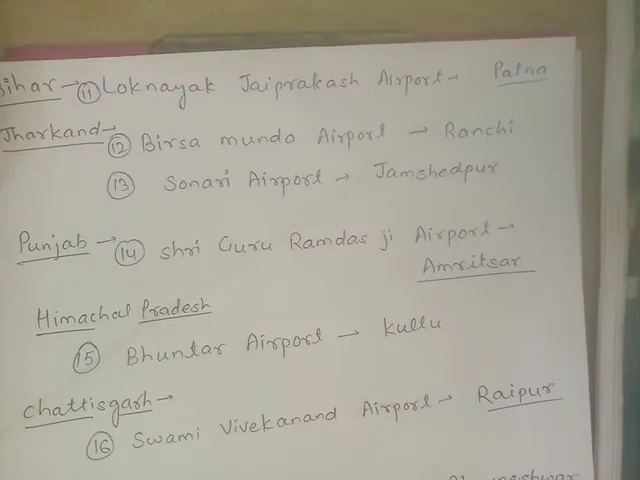 Bihar → 11 Loknayak Jaiprakash Airport - Patna
Jharkand →
12 Birsa munda Airport → Ranchi
13 Sonari Airport → Jamshedpur
Punjab → 14 shri Guru Ramdas ji Airport -
Amritsar
Himachal Pradesh
15 Bhuntar Airport → Kullu
Chattisgarh →
16 Swami Vivekanand Airport → Raipur